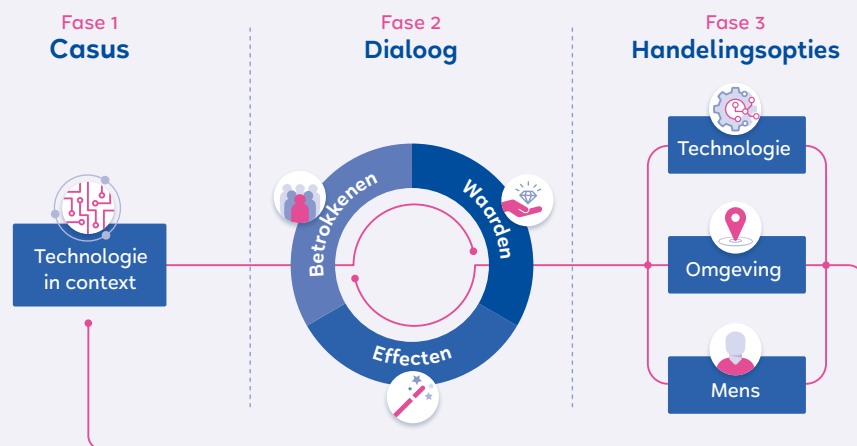 Fase 1
Casus
Technologie
in context
Fase 2
Dialoog
Betrokkenen
Waarden
Effecten
Fase 3
Handelingsopties
Technologie
Omgeving
Mens